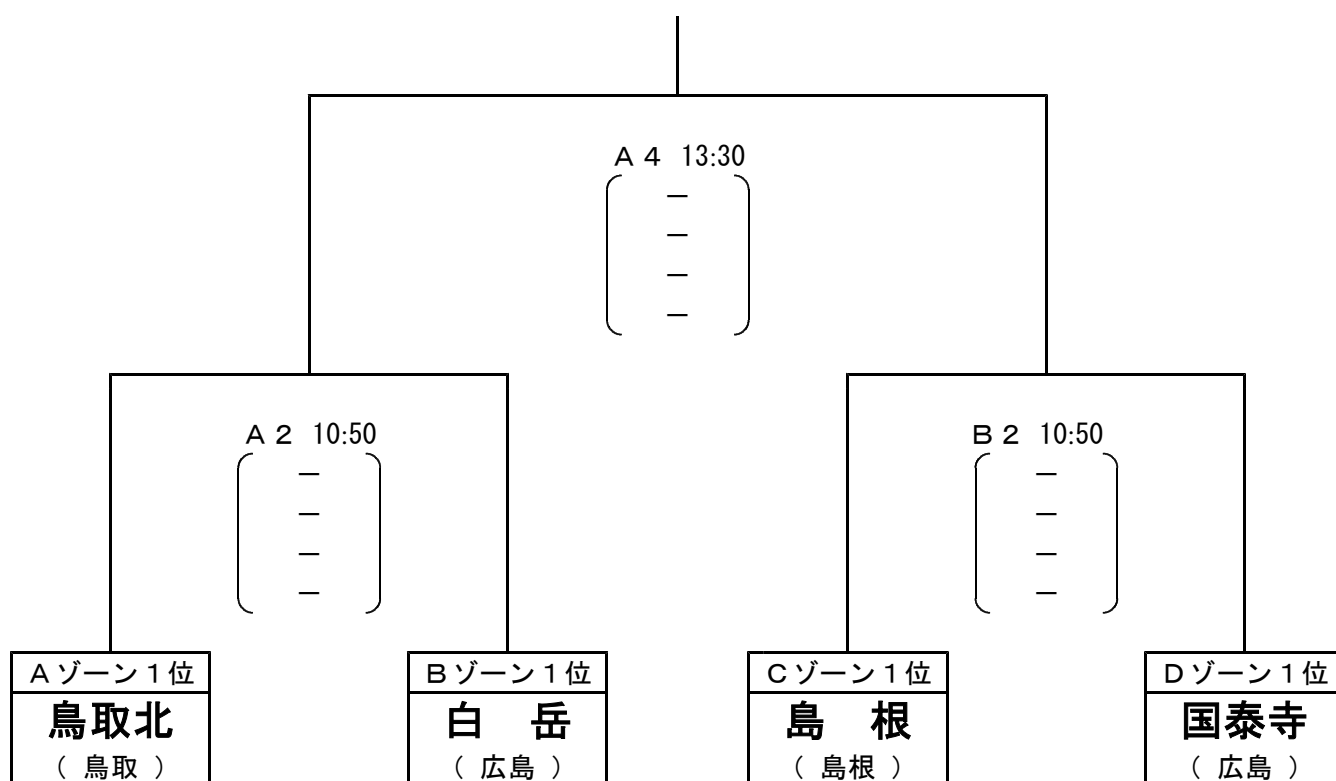 Ａ４ 13:30
－
－
－
－
Ａ２ 10:50
－
－
－
－
Ｂ２ 10:50
－
－
－
－
Ａゾーン１位
鳥取北
（ 鳥取 ）
Ｂゾーン１位
白　岳
（ 広島 ）
Ｃゾーン１位
島　根
（ 島根 ）
Ｄゾーン１位
国泰寺
（ 広島 ）